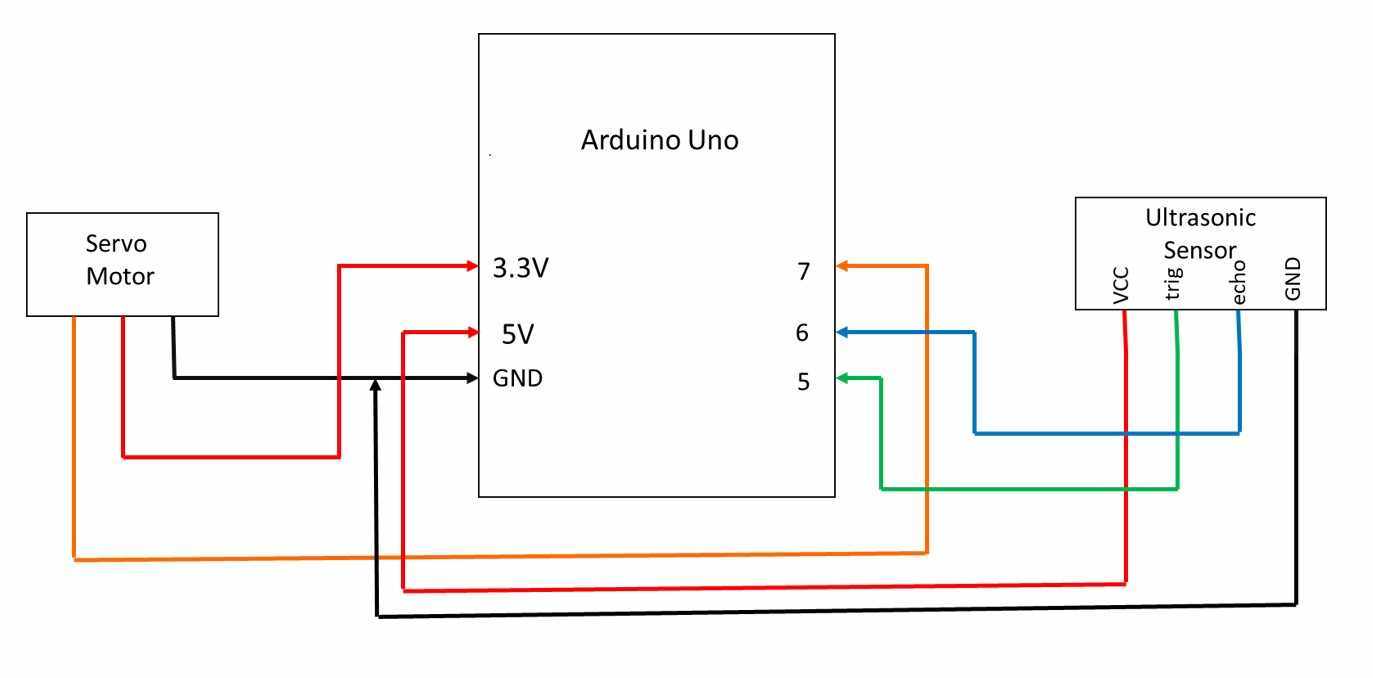 Arduino Uno
Servo
Motor
3.3V
5V
GND
7
6
5
Ultrasonic
Sensor
VCC
trig
echo
GND